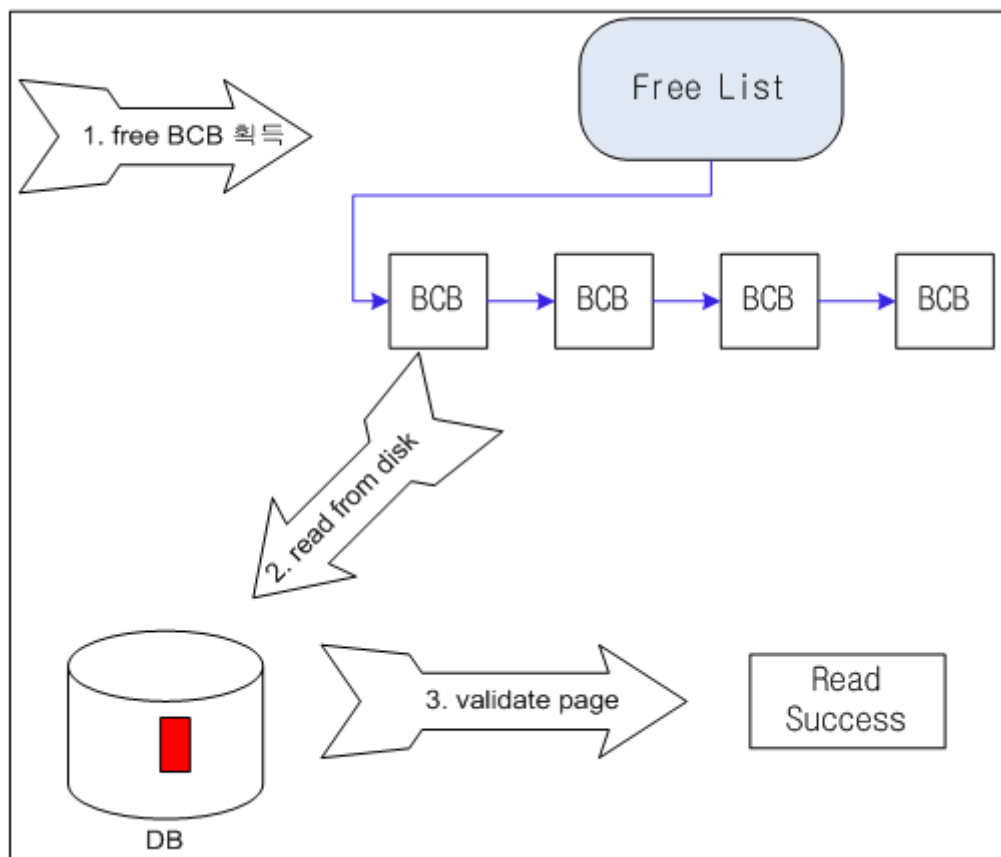 Free List
1. free BCB 획득
BCB
BCB
BCB
BCB
2. read from disk
3. validate page
Read
Success
DB